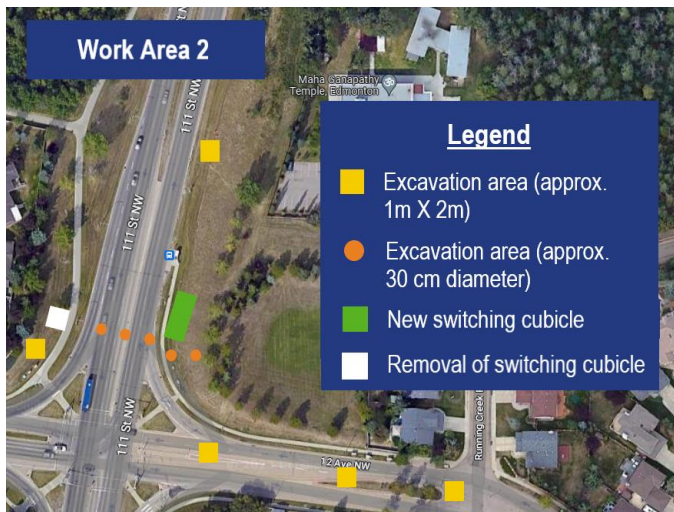 Work Area 2
Maha Ganapathy
Temple, Edmonton
111 St NW
111 St NW
111 St NW
12 Ave NW
Running Creek
Legend
Excavation area (approx.
1m X 2m)
Excavation area (approx.
30 cm diameter)
New switching cubicle
Removal of switching cubicle